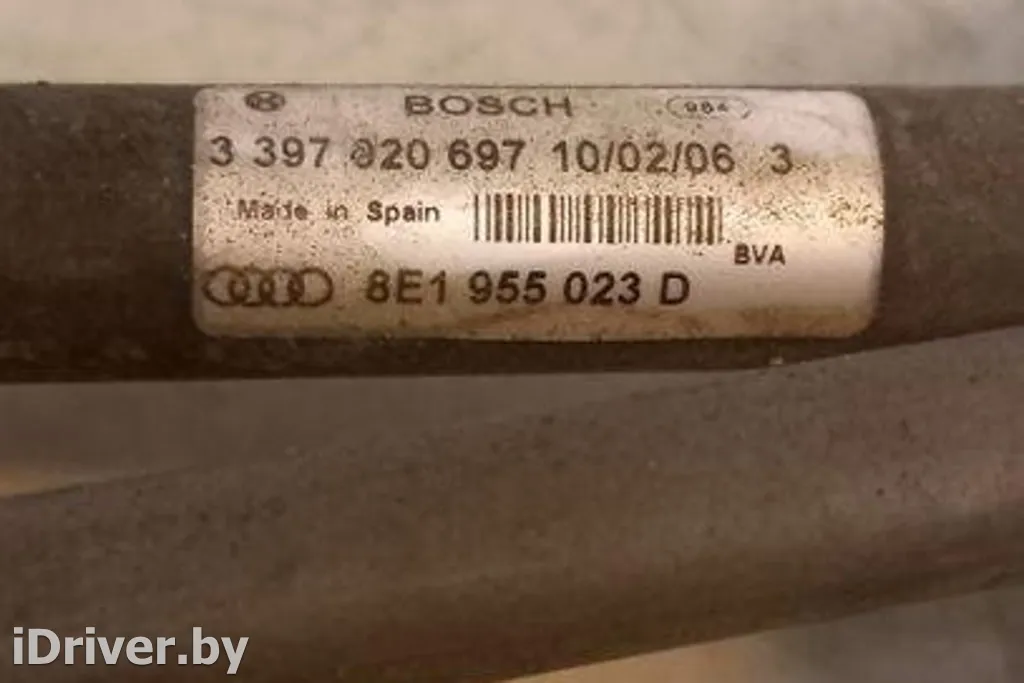 BOSCH 984
3 397 020 697 10/02/06 3
Made in Spain
BVA
8E1 955 023 D
iDriver.by